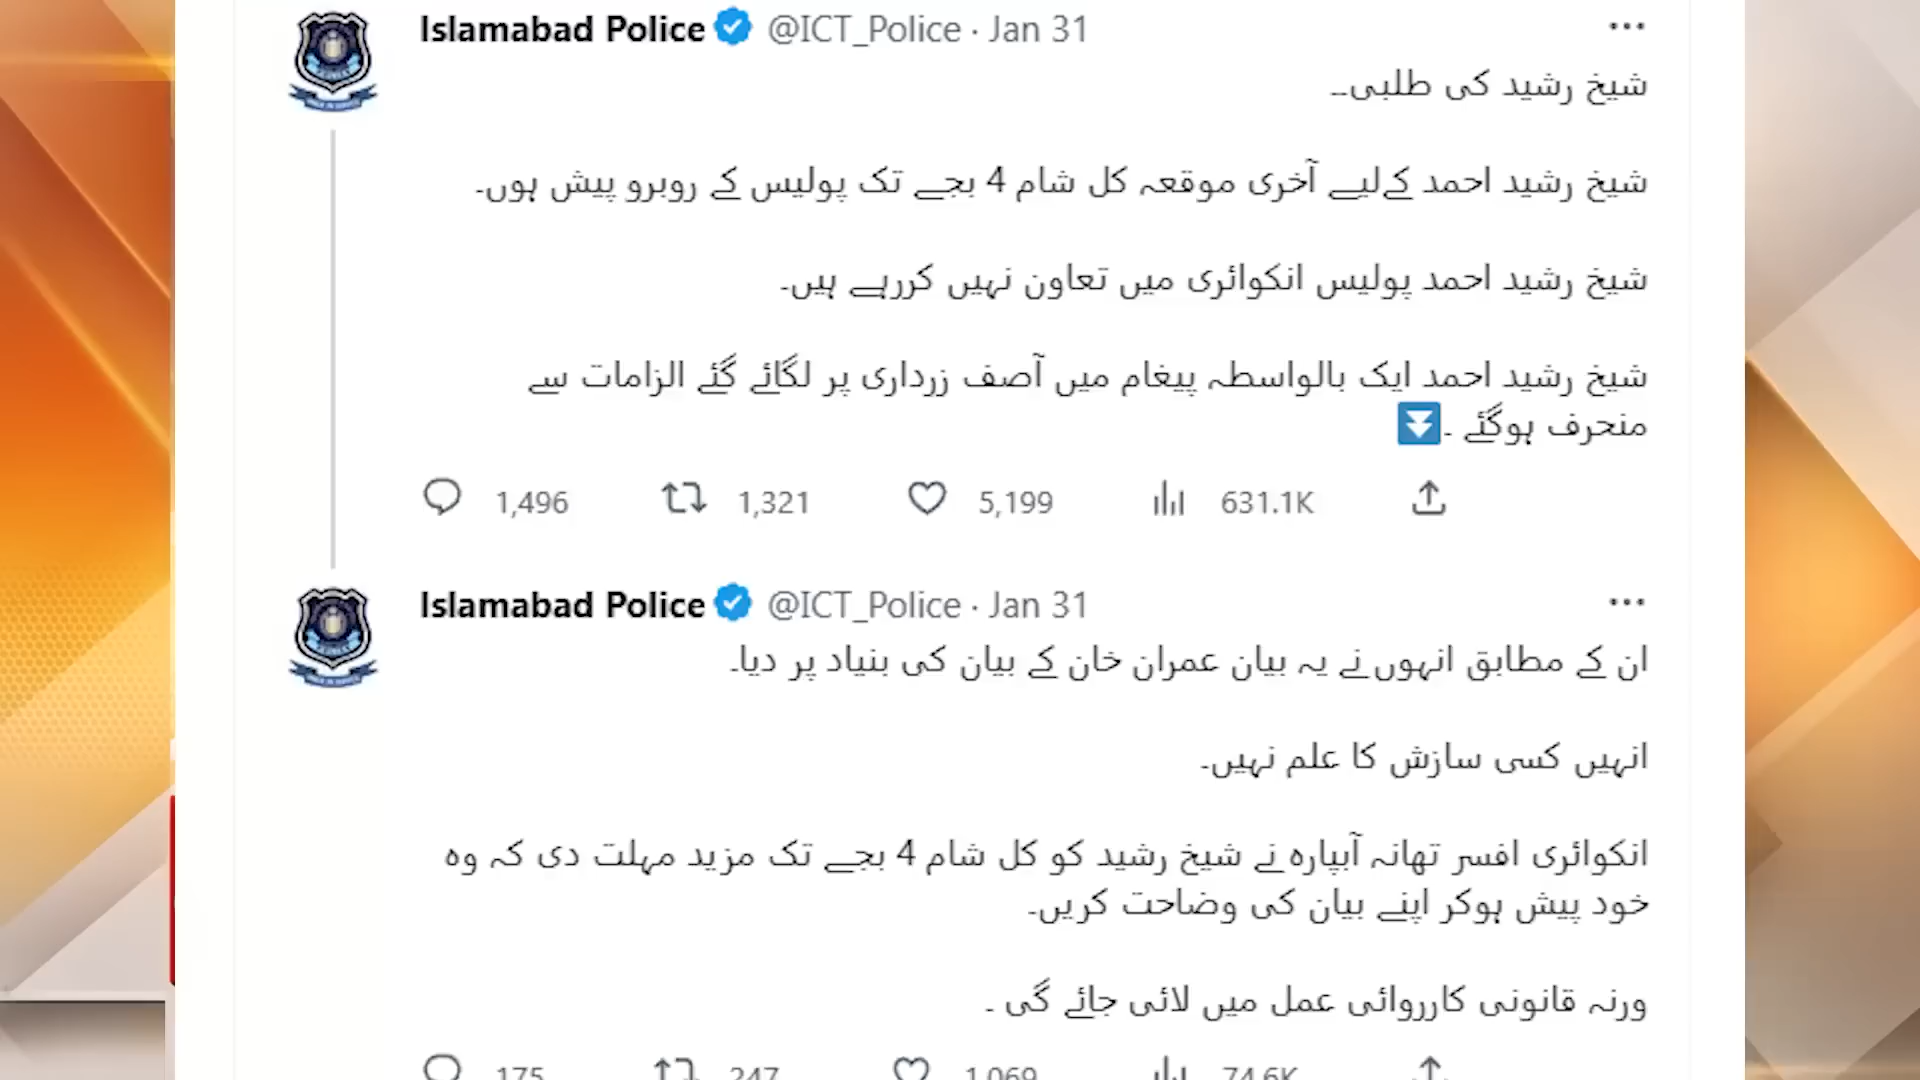 Islamabad Police @ICT_Police · Jan 31
شیخ رشید کی طلبی۔۔
شیخ رشید احمد کےلیے آخری موقعہ کل شام 4 بجے تک پولیس کے روبرو پیش ہوں۔
شیخ رشید احمد پولیس انکوائری میں تعاون نہیں کررہے ہیں۔
شیخ رشید احمد ایک بالواسطہ پیغام میں آصف زرداری پر لگائے گئے الزامات سے
منحرف ہوگئے ۔⏬
1,496 1,321 5,199 631.1K
Islamabad Police @ICT_Police · Jan 31
ان کے مطابق انہوں نے یہ بیان عمران خان کے بیان کی بنیاد پر دیا۔
انہیں کسی سازش کا علم نہیں۔
انکوائری افسر تھانہ آبپارہ نے شیخ رشید کو کل شام 4 بجے تک مزید مہلت دی کہ وہ
خود پیش ہوکر اپنے بیان کی وضاحت کریں۔
ورنہ قانونی کارروائی عمل میں لائی جائے گی ۔
175 247 1,069 74.6K